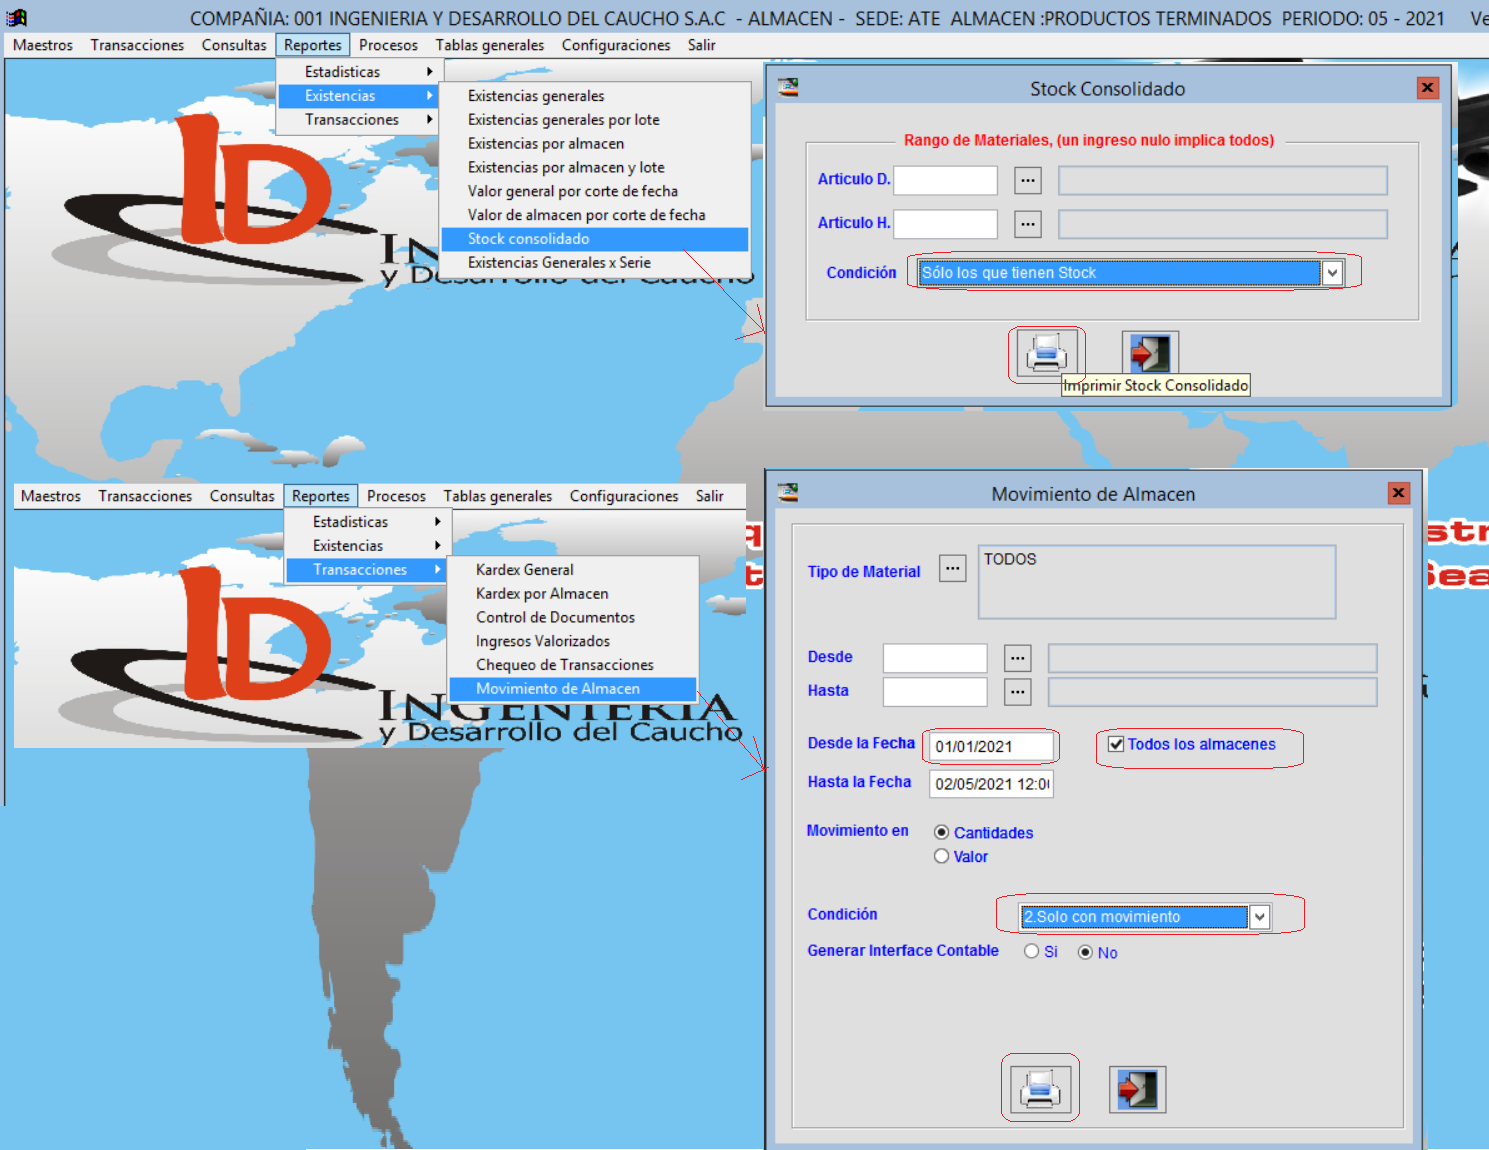 COMPAÑIA: 001 INGENIERIA Y DESARROLLO DEL CAUCHO S.A.C - ALMACEN - SEDE: ATE ALMACEN :PRODUCTOS TERMINADOS PERIODO: 05 - 2021 Ve
Maestros Transacciones Consultas Reportes Procesos Tablas generales Configuraciones Salir
Estadisticas
Existencias
Transacciones
Existencias generales
Existencias generales por lote
Existencias por almacen
Existencias por almacen y lote
Valor general por corte de fecha
Valor de almacen por corte de fecha
Stock consolidado
Existencias Generales x Serie
ID
y Desarrollo del Caucho
Stock Consolidado
Rango de Materiales, (un ingreso nulo implica todos)
Articulo D. ...
Articulo H. ...
Condición Sólo los que tienen Stock
Imprimir Stock Consolidado
Maestros Transacciones Consultas Reportes Procesos Tablas generales Configuraciones Salir
Estadisticas
Existencias
Transacciones
Kardex General
Kardex por Almacen
Control de Documentos
Ingresos Valorizados
Chequeo de Transacciones
Movimiento de Almacen
ID
INGENIERIA
y Desarrollo del Caucho
Movimiento de Almacen
Tipo de Material ... TODOS
Desde ...
Hasta ...
Desde la Fecha 01/01/2021 Todos los almacenes
Hasta la Fecha 02/05/2021 12:0
Movimiento en Cantidades
Valor
Condición 2.Solo con movimiento
Generar Interface Contable Si No